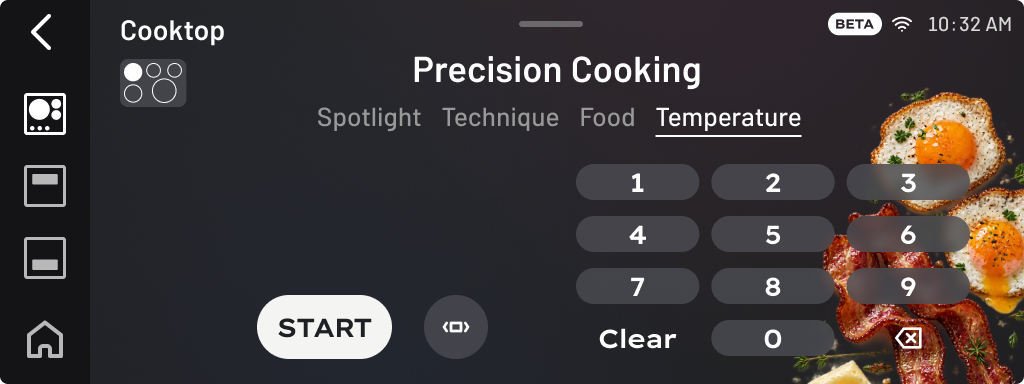 Cooktop
BETA 10:32 AM
Precision Cooking
Spotlight Technique Food Temperature
1 2 3
4 5 6
7 8 9
START
Clear 0